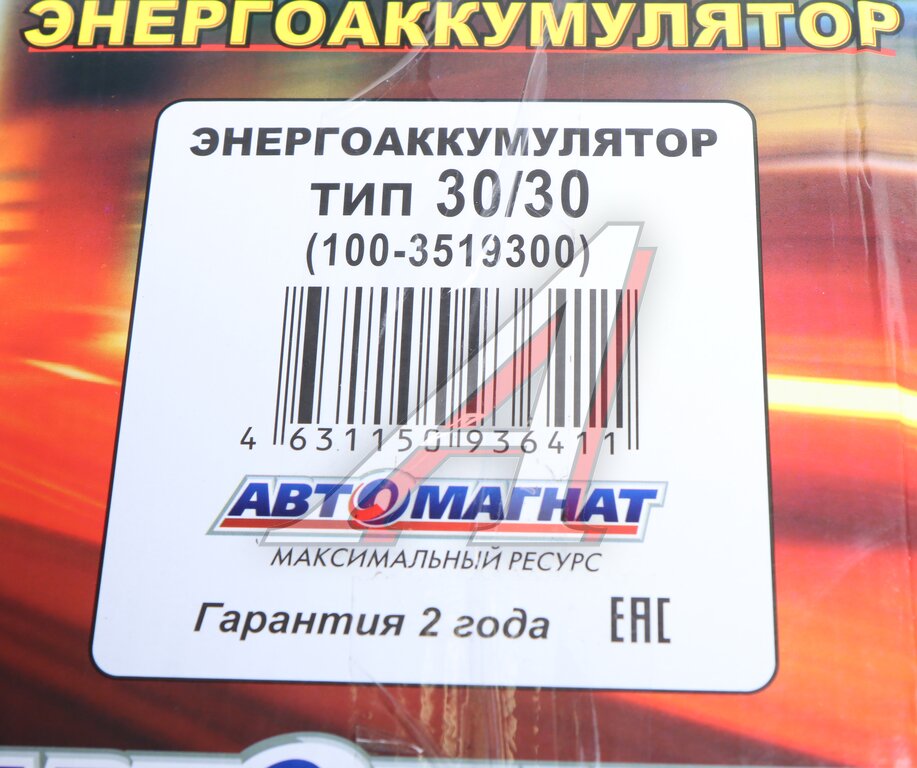 ЭНЕРГОАККУМУЛЯТОР
ЭНЕРГОАККУМУЛЯТОР
ТИП 30/30
(100-3519300)
4 631150 936411
АВТОМАГНАТ
МАКСИМАЛЬНЫЙ РЕСУРС
Гарантия 2 года ЕАС